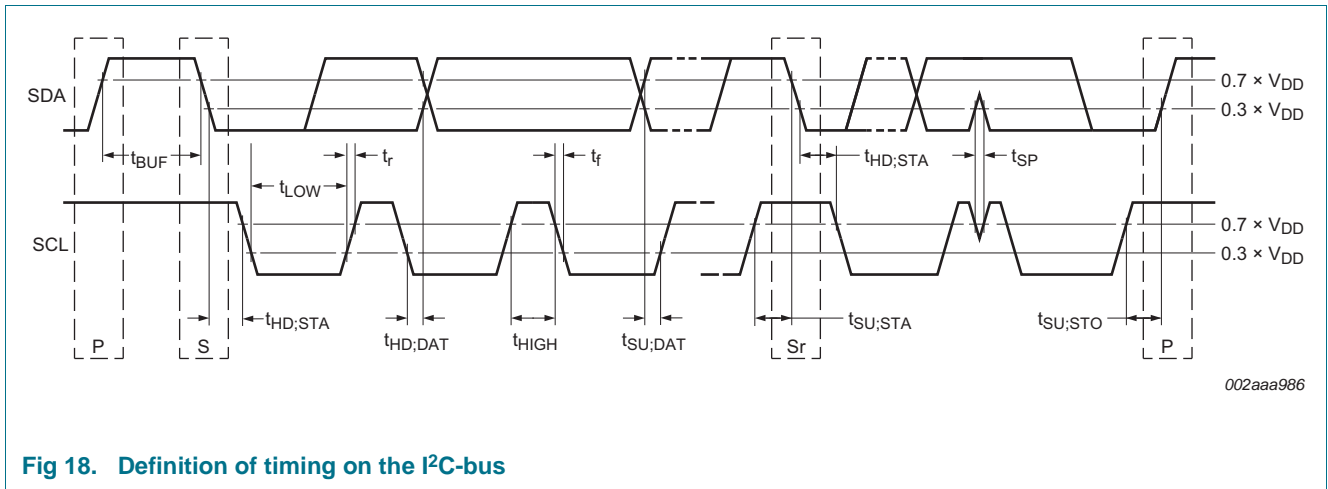 SDA
0.7 × VDD
0.3 × VDD
tBUF
tLOW
tr
tf
tHD;STA
tSP
SCL
0.7 × VDD
0.3 × VDD
tHD;STA
tHD;DAT
tHIGH
tSU;DAT
tSU;STA
tSU;STO
P
S
Sr
P
002aaa986
Fig 18. Definition of timing on the I²C-bus